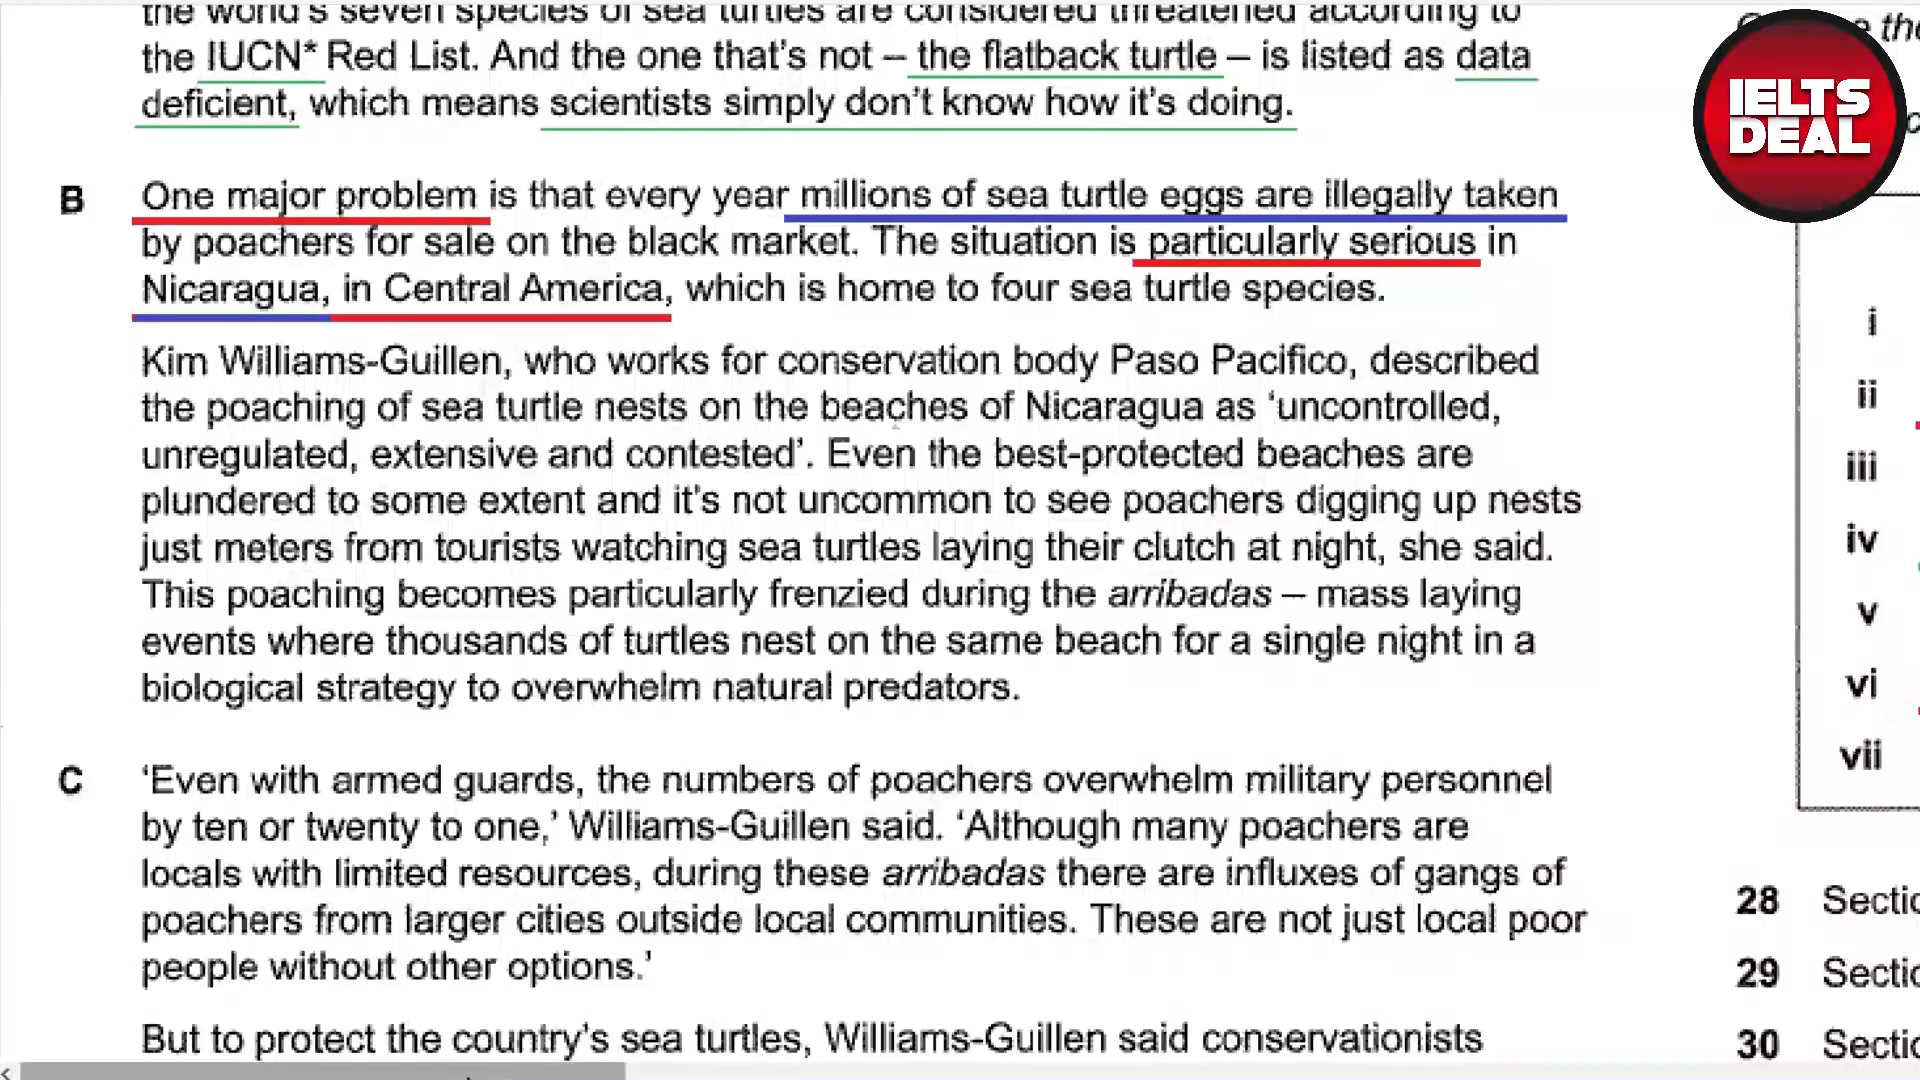 the world's seven species of sea turtles are considered threatened according to
the IUCN* Red List. And the one that's not – the flatback turtle – is listed as data
deficient, which means scientists simply don't know how it's doing.
B One major problem is that every year millions of sea turtle eggs are illegally taken
by poachers for sale on the black market. The situation is particularly serious in
Nicaragua, in Central America, which is home to four sea turtle species.
Kim Williams-Guillen, who works for conservation body Paso Pacifico, described
the poaching of sea turtle nests on the beaches of Nicaragua as 'uncontrolled,
unregulated, extensive and contested'. Even the best-protected beaches are
plundered to some extent and it's not uncommon to see poachers digging up nests
just meters from tourists watching sea turtles laying their clutch at night, she said.
This poaching becomes particularly frenzied during the arribadas – mass laying
events where thousands of turtles nest on the same beach for a single night in a
biological strategy to overwhelm natural predators.
C 'Even with armed guards, the numbers of poachers overwhelm military personnel
by ten or twenty to one,' Williams-Guillen said. 'Although many poachers are
locals with limited resources, during these arribadas there are influxes of gangs of
poachers from larger cities outside local communities. These are not just local poor
people without other options.'
But to protect the country's sea turtles, Williams-Guillen said conservationists
IELTS
DEAL
i
ii
iii
iv
v
vi
vii
28
29
30